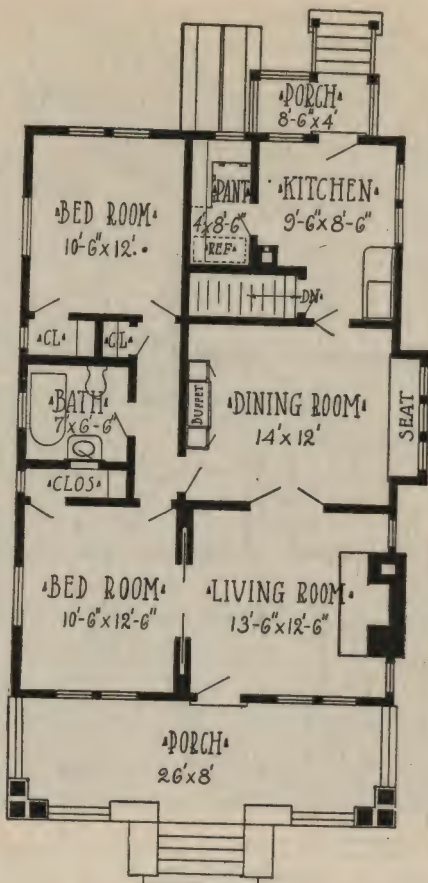 PORCH
8'-6"x4'
BED ROOM
10'-6"x12'
PANT
4'x8'-6"
REF
KITCHEN
9'-6"x8'-6"
DN
CL
CL
BATH
7'x6'-6"
BUFFET
DINING ROOM
14'x12'
SEAT
CLOS
BED ROOM
10'-6"x12'-6"
LIVING ROOM
13'-6"x12'-6"
PORCH
26'x8'